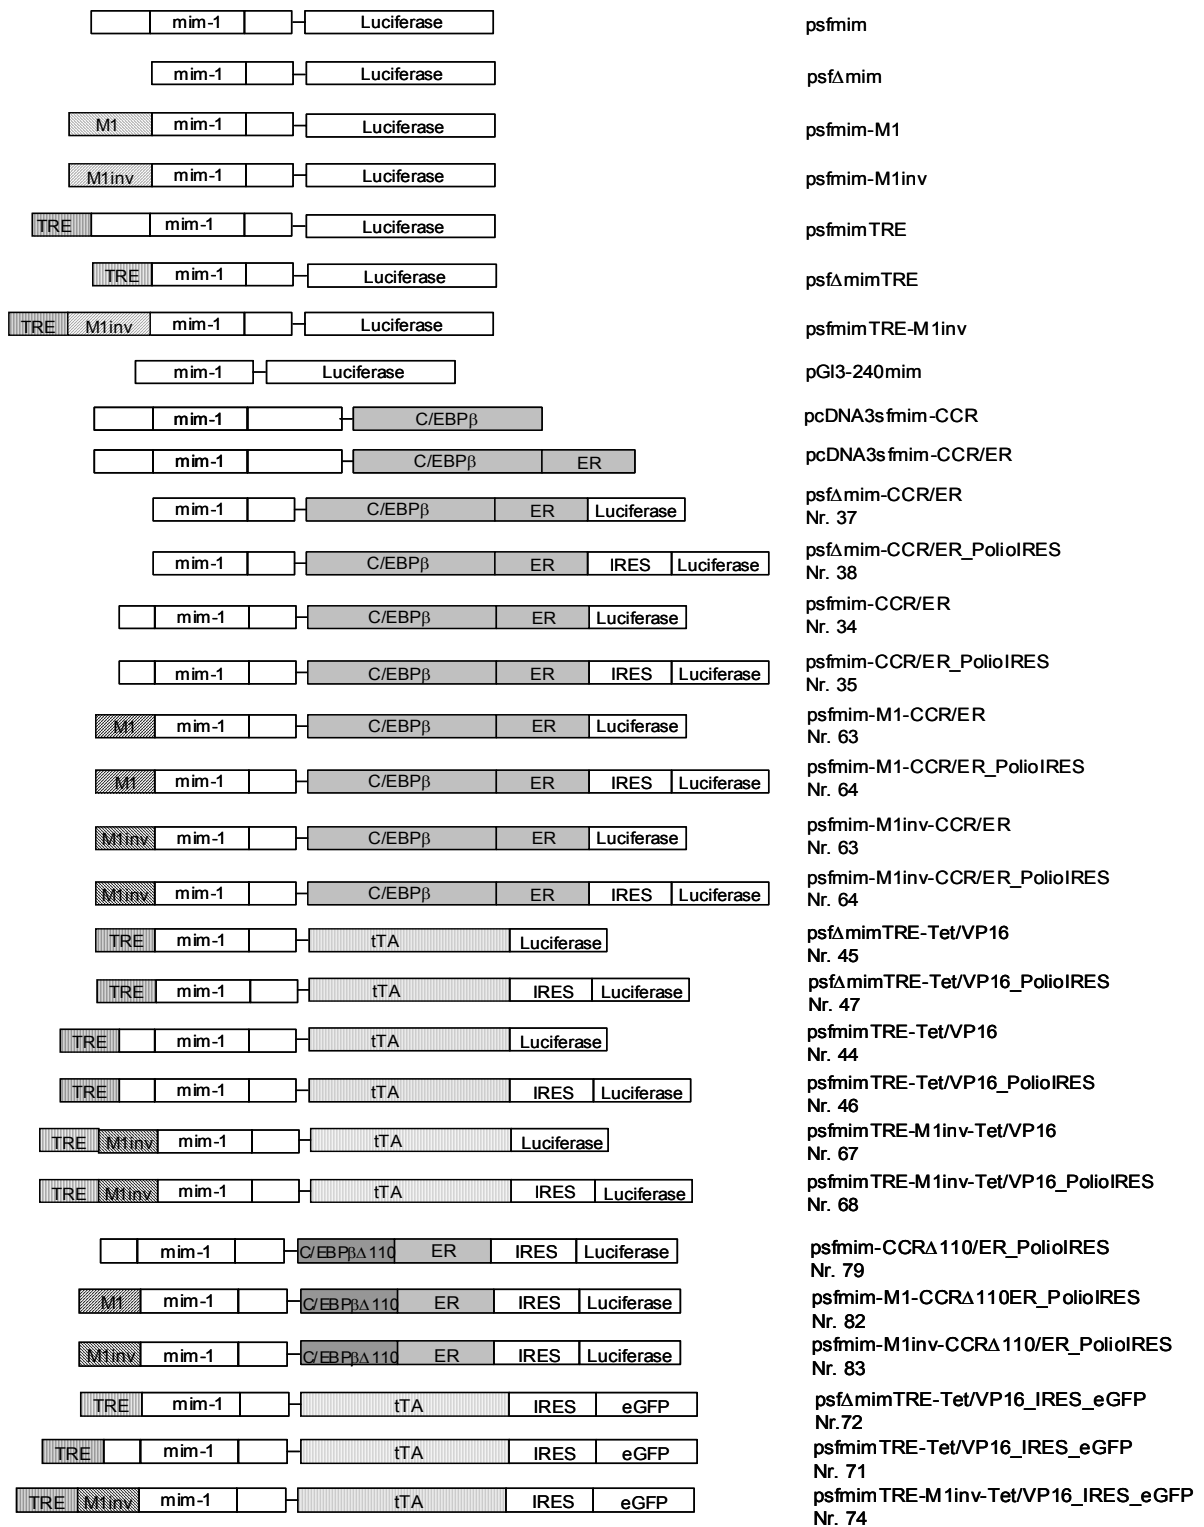 mim-1 Luciferase psfmim
mim-1 Luciferase psfΔmim
M1 mim-1 Luciferase psfmim-M1
M1inv mim-1 Luciferase psfmim-M1inv
TRE mim-1 Luciferase psfmimTRE
TRE mim-1 Luciferase psfΔmimTRE
TRE M1inv mim-1 Luciferase psfmimTRE-M1inv
mim-1 Luciferase pGl3-240mim
mim-1 C/EBPβ pcDNA3sfmim-CCR
mim-1 C/EBPβ ER pcDNA3sfmim-CCR/ER
mim-1 C/EBPβ ER Luciferase psfΔmim-CCR/ER
Nr. 37
mim-1 C/EBPβ ER IRES Luciferase psfΔmim-CCR/ER_PolioIRES
Nr. 38
mim-1 C/EBPβ ER Luciferase psfmim-CCR/ER
Nr. 34
mim-1 C/EBPβ ER IRES Luciferase psfmim-CCR/ER_PolioIRES
Nr. 35
M1 mim-1 C/EBPβ ER Luciferase psfmim-M1-CCR/ER
Nr. 63
M1 mim-1 C/EBPβ ER IRES Luciferase psfmim-M1-CCR/ER_PolioIRES
Nr. 64
M1inv mim-1 C/EBPβ ER Luciferase psfmim-M1inv-CCR/ER
Nr. 63
M1inv mim-1 C/EBPβ ER IRES Luciferase psfmim-M1inv-CCR/ER_PolioIRES
Nr. 64
TRE mim-1 tTA Luciferase psfΔmimTRE-Tet/VP16
Nr. 45
TRE mim-1 tTA IRES Luciferase psfΔmimTRE-Tet/VP16_PolioIRES
Nr. 47
TRE mim-1 tTA Luciferase psfmimTRE-Tet/VP16
Nr. 44
TRE mim-1 tTA IRES Luciferase psfmimTRE-Tet/VP16_PolioIRES
Nr. 46
TRE M1inv mim-1 tTA Luciferase psfmimTRE-M1inv-Tet/VP16
Nr. 67
TRE M1inv mim-1 tTA IRES Luciferase psfmimTRE-M1inv-Tet/VP16_PolioIRES
Nr. 68
mim-1 C/EBPβΔ110 ER IRES Luciferase psfmim-CCRΔ110/ER_PolioIRES
Nr. 79
M1 mim-1 C/EBPβΔ110 ER IRES Luciferase psfmim-M1-CCRΔ110ER_PolioIRES
Nr. 82
M1inv mim-1 C/EBPβΔ110 ER IRES Luciferase psfmim-M1inv-CCRΔ110/ER_PolioIRES
Nr. 83
TRE mim-1 tTA IRES eGFP psfΔmimTRE-Tet/VP16_IRES_eGFP
Nr.72
TRE mim-1 tTA IRES eGFP psfmimTRE-Tet/VP16_IRES_eGFP
Nr. 71
TRE M1inv mim-1 tTA IRES eGFP psfmimTRE-M1inv-Tet/VP16_IRES_eGFP
Nr. 74